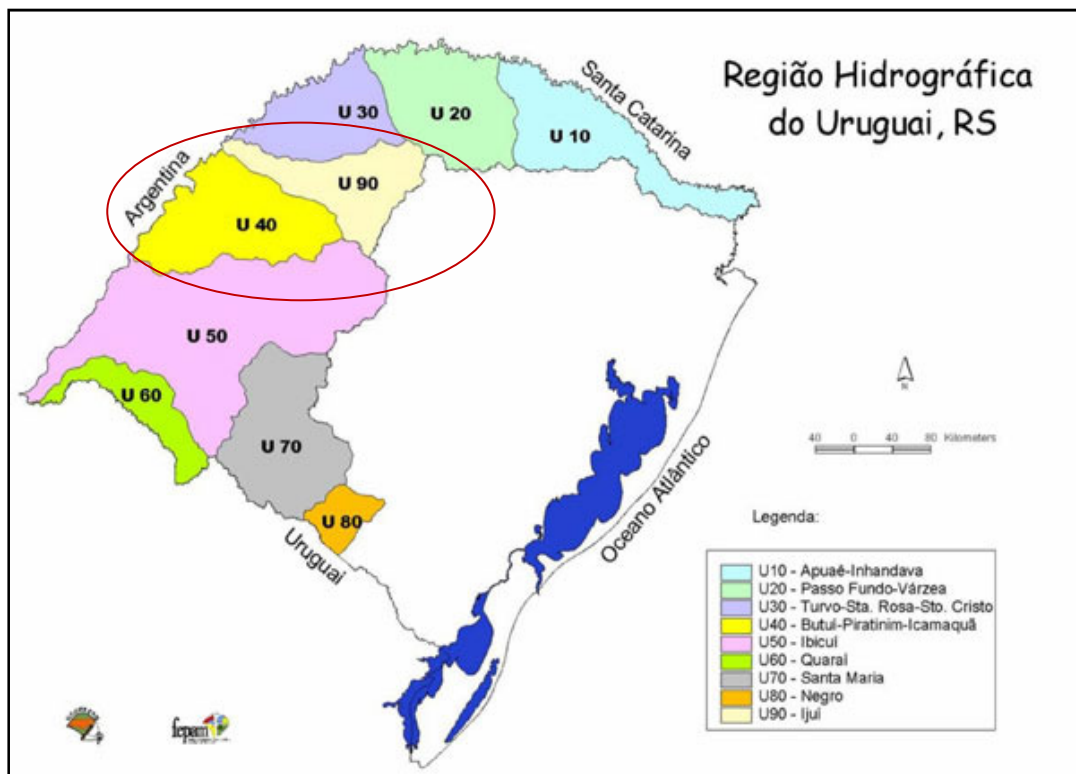 Região Hidrográfica
do Uruguai, RS
Santa Catarina
Argentina
U 30
U 20
U 10
U 90
U 40
U 50
U 60
U 70
U 80
Uruguai
Oceano Atlântico
N
40 0 40 80 Kilometers
Legenda:
U10 - Apuaê-Inhandava
U20 - Passo Fundo-Várzea
U30 - Turvo-Sta. Rosa-Sto. Cristo
U40 - Butuí-Piratinim-Icamaquã
U50 - Ibicuí
U60 - Quaraí
U70 - Santa Maria
U80 - Negro
U90 - Ijuí
fepam